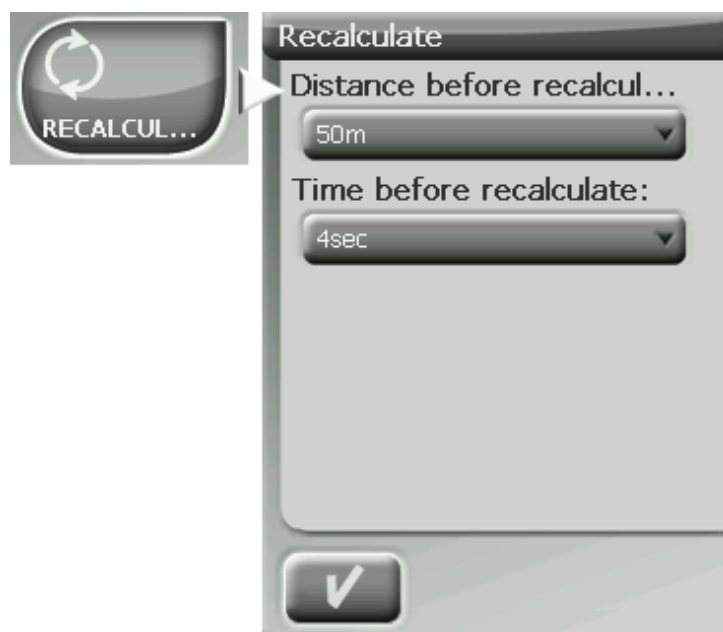 RECALCUL...
Recalculate
Distance before recalcul...
50m
Time before recalculate:
4sec